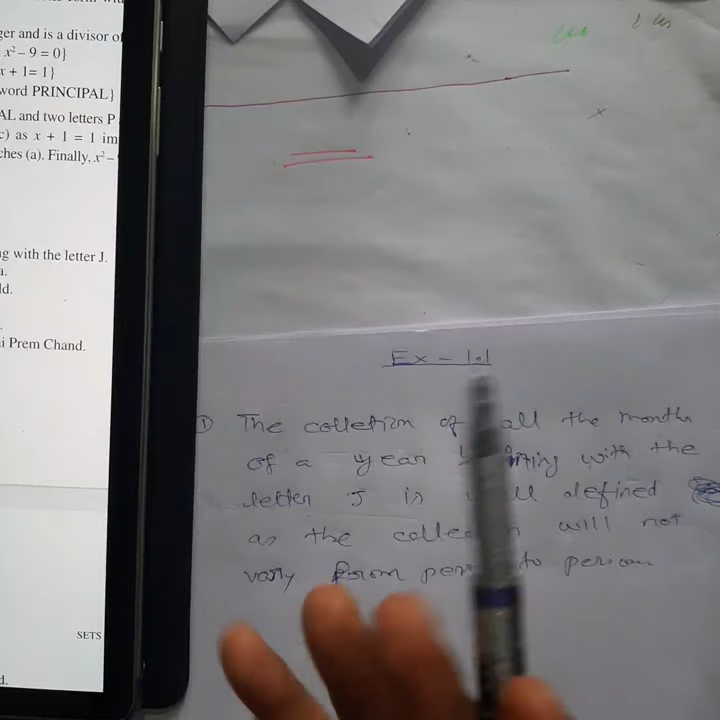 ger and is a divisor of
x² – 9 = 0}
x + 1= 1}
word PRINCIPAL}
AL and two letters P
c) as x + 1 = 1 im
ches (a). Finally, x² –
g with the letter J.
a.
ld.
i Prem Chand.
SETS
d.
Ex – 1.1
① The colletion of all the months
of a year with the
letter J is defined
as the will not
vary from to person